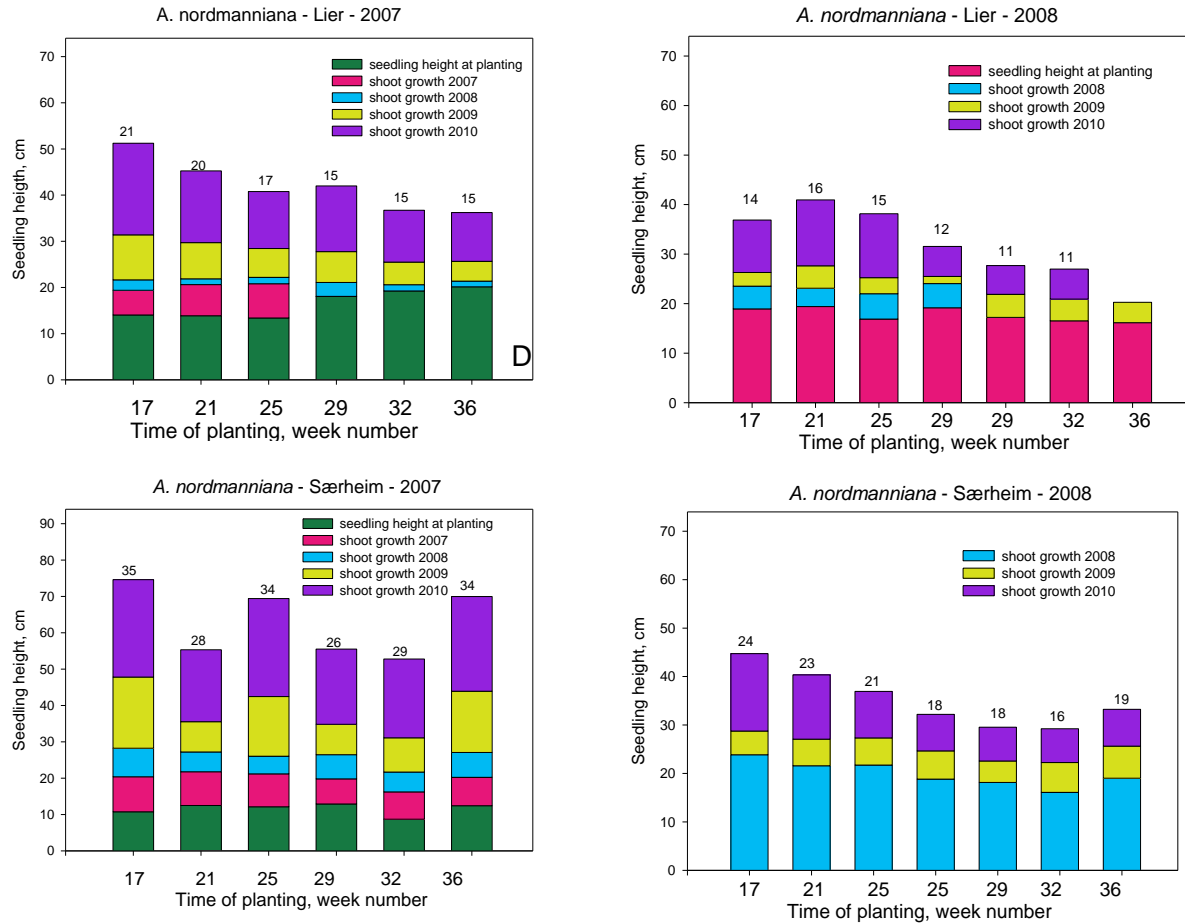 A. nordmanniana - Lier - 2007
Seedling heigth, cm
70
60
50
40
30
20
10
0
seedling height at planting
shoot growth 2007
shoot growth 2008
shoot growth 2009
shoot growth 2010
21
20
17
15
15
15
D
17 21 25 29 32 36
Time of planting, week number
A. nordmanniana - Lier - 2008
Seedling height, cm
70
60
50
40
30
20
10
0
seedling height at planting
shoot growth 2008
shoot growth 2009
shoot growth 2010
14
16
15
12
11
11
17 21 25 29 29 32 36
Time of planting, week number
A. nordmanniana - Særheim - 2007
Seedling height, cm
90
80
70
60
50
40
30
20
10
0
seedling height at planting
shoot growth 2007
shoot growth 2008
shoot growth 2009
shoot growth 2010
35
28
34
26
29
34
17 21 25 29 32 36
Time of planting, week number
A. nordmanniana - Særheim - 2008
Seedling height, cm
70
60
50
40
30
20
10
0
shoot growth 2008
shoot growth 2009
shoot growth 2010
24
23
21
18
18
16
19
17 21 25 25 29 32 36
Time of planting, week number